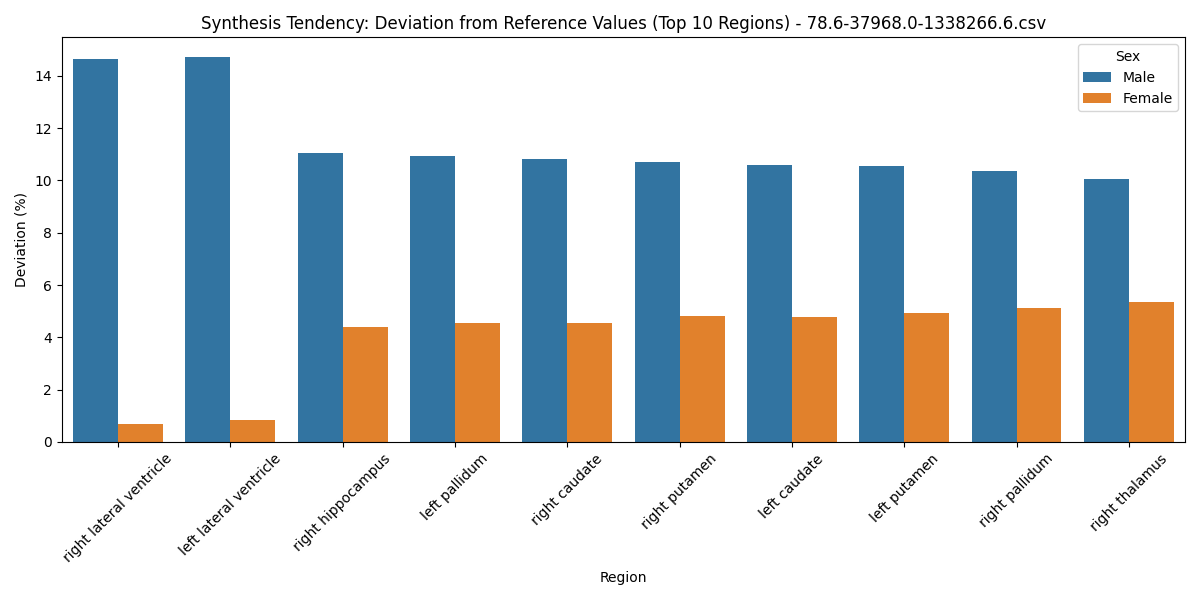 Synthesis Tendency: Deviation from Reference Values (Top 10 Regions) - 78.6-37968.0-1338266.6.csv
Sex
Male
Female
Deviation (%)
14
12
10
8
6
4
2
0
right lateral ventricle
left lateral ventricle
right hippocampus
left pallidum
right caudate
right putamen
left caudate
left putamen
right pallidum
right thalamus
Region